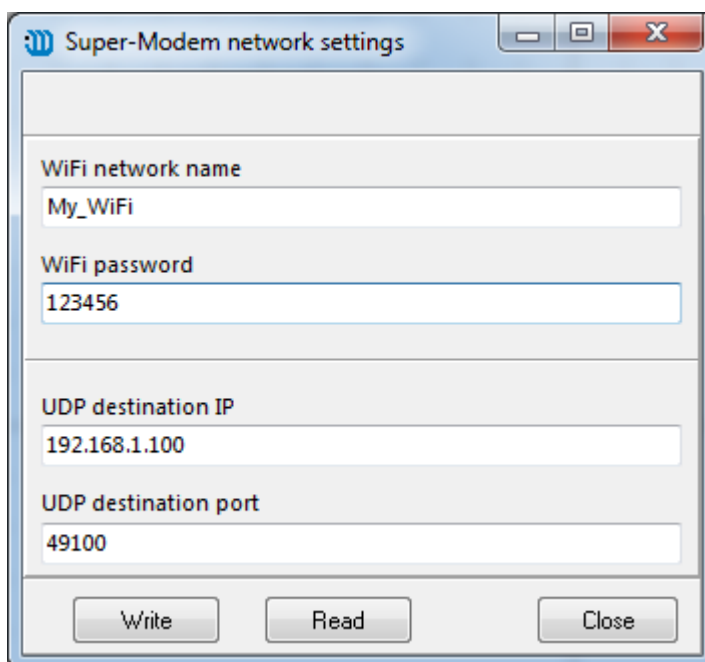 Super-Modem network settings
WiFi network name
My_WiFi
WiFi password
123456
UDP destination IP
192.168.1.100
UDP destination port
49100
Write Read Close